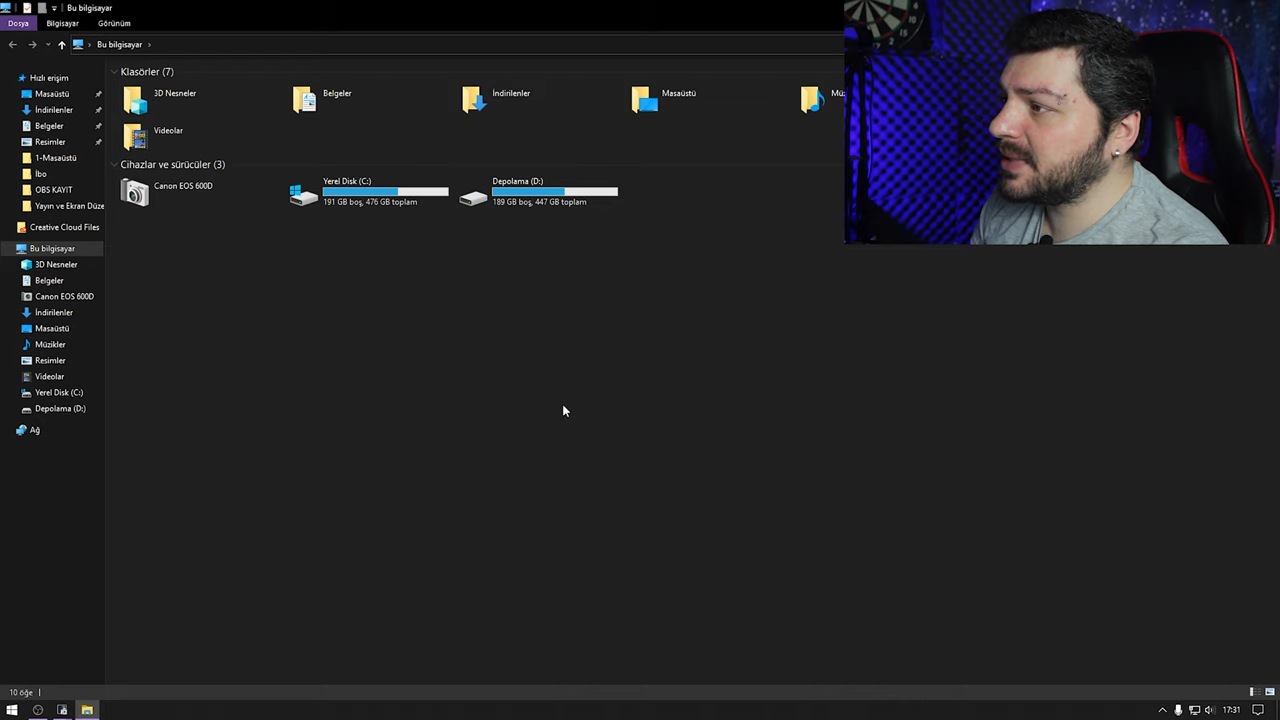 Bu bilgisayar
Dosya
Bilgisayar
Görünüm
Bu bilgisayar
Hızlı erişim
Masaüstü
İndirilenler
Belgeler
Resimler
1-Masaüstü
İbo
OBS KAYIT
Yayın ve Ekran Düze
Creative Cloud Files
Bu bilgisayar
3D Nesneler
Belgeler
Canon EOS 600D
İndirilenler
Masaüstü
Müzikler
Resimler
Videolar
Yerel Disk (C:)
Depolama (D:)
Ağ
Klasörler (7)
3D Nesneler
Belgeler
İndirilenler
Masaüstü
Videolar
Cihazlar ve sürücüler (3)
Canon EOS 600D
Yerel Disk (C:)
191 GB boş, 476 GB toplam
Depolama (D:)
189 GB boş, 447 GB toplam
10 öğe
17:31